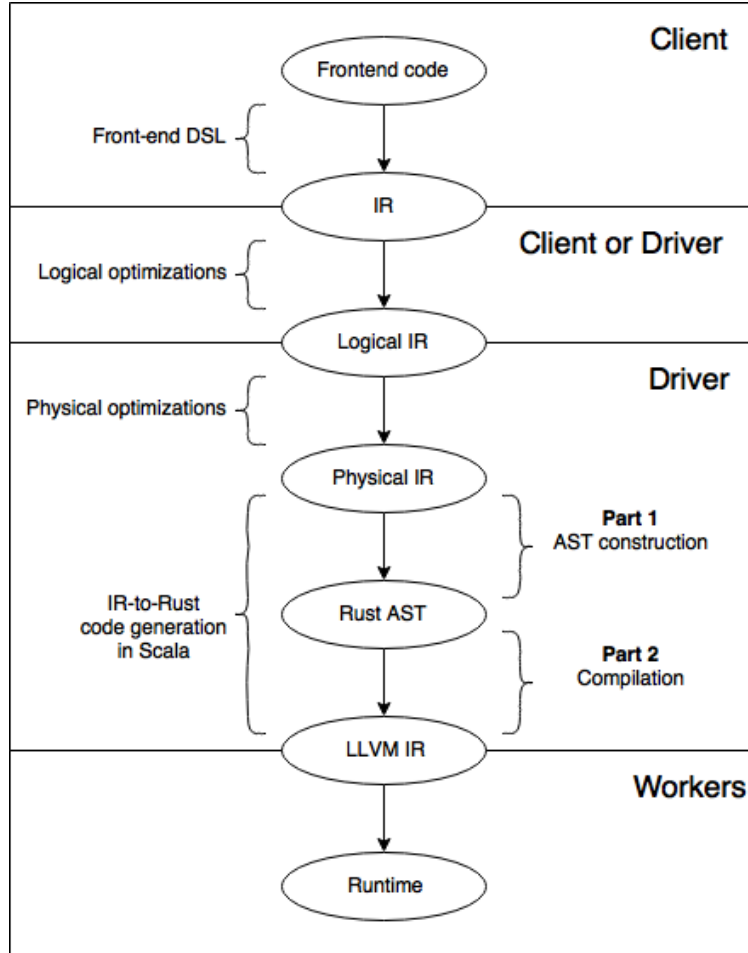 Client
Frontend code
Front-end DSL
IR
Client or Driver
Logical optimizations
Logical IR
Driver
Physical optimizations
Physical IR
Part 1
AST construction
IR-to-Rust
code generation
in Scala
Rust AST
Part 2
Compilation
LLVM IR
Workers
Runtime